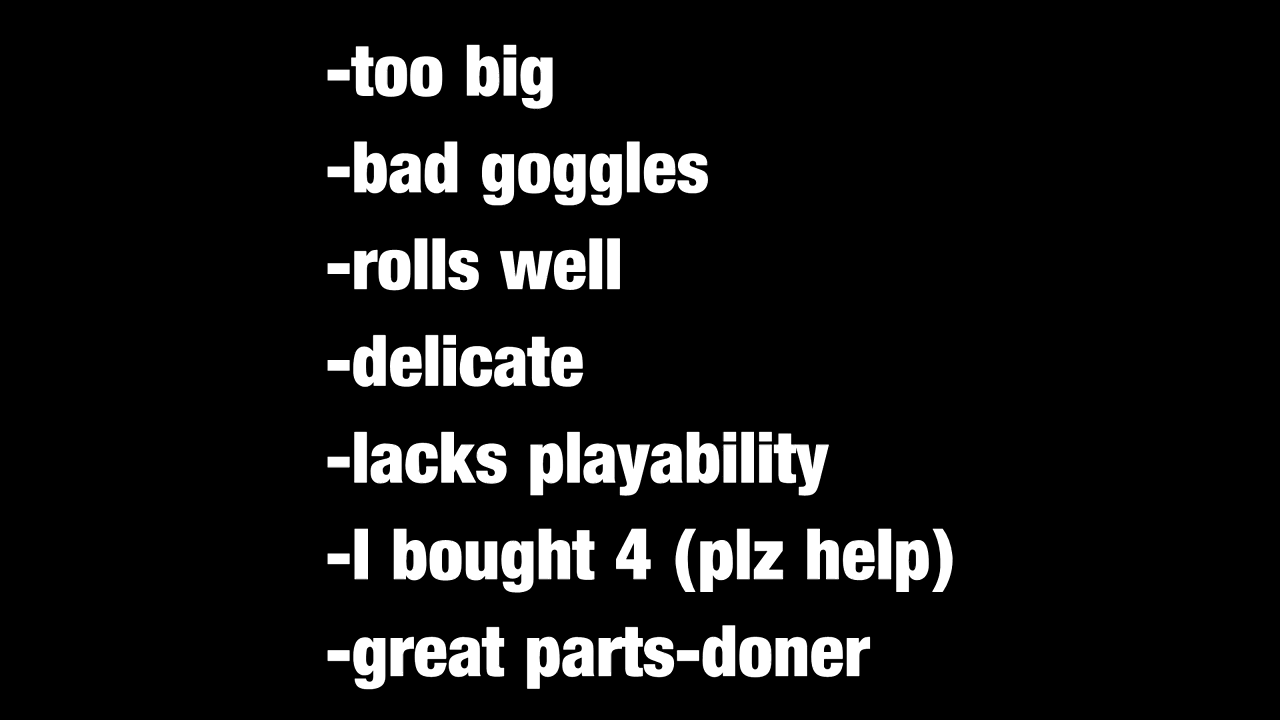 -too big
-bad goggles
-rolls well
-delicate
-lacks playability
-I bought 4 (plz help)
-great parts-doner